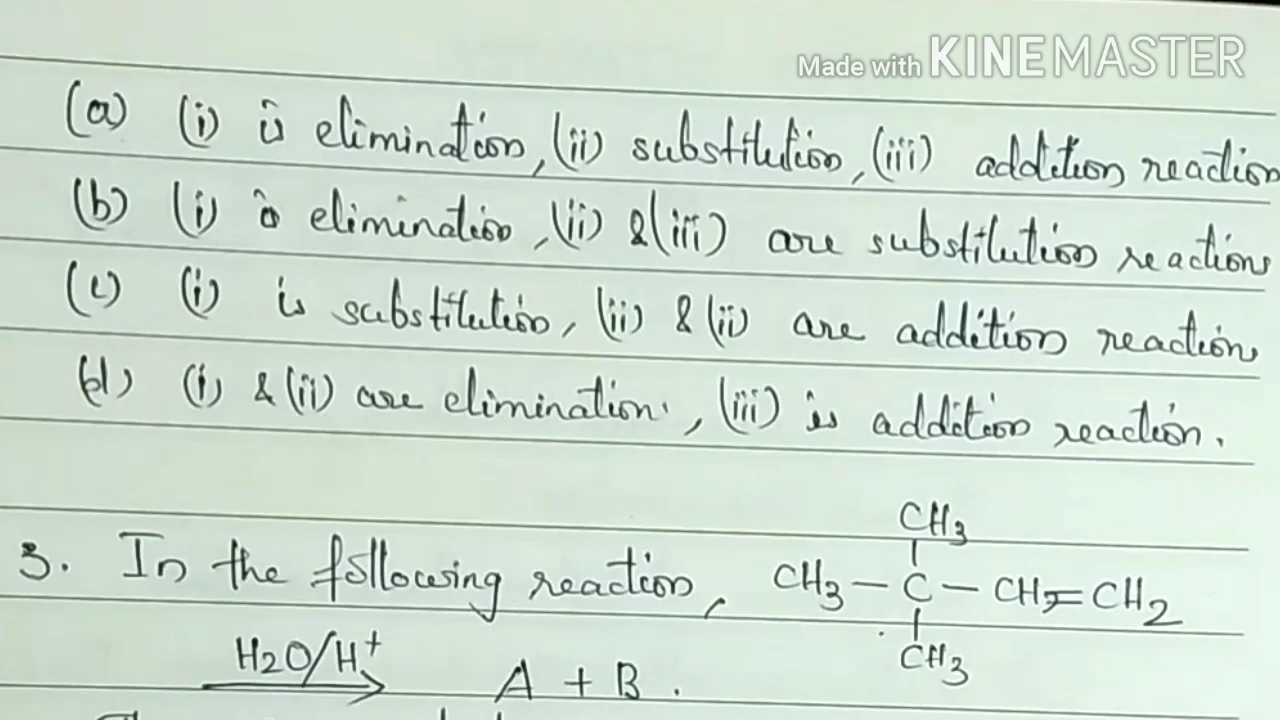 Made with KINEMASTER
(a) (i) is elimination, (ii) substitution, (iii) addition reaction
(b) (i) is elimination, (ii) & (iii) are substitution reactions
(c) (i) is substitution, (ii) & (ii) are addition reactions
(d) (i) & (ii) are elimination, (iii) is addition reaction.
CH3
3. In the following reaction, CH3 – C – CH=CH2
CH3
H2O/H+ A + B.